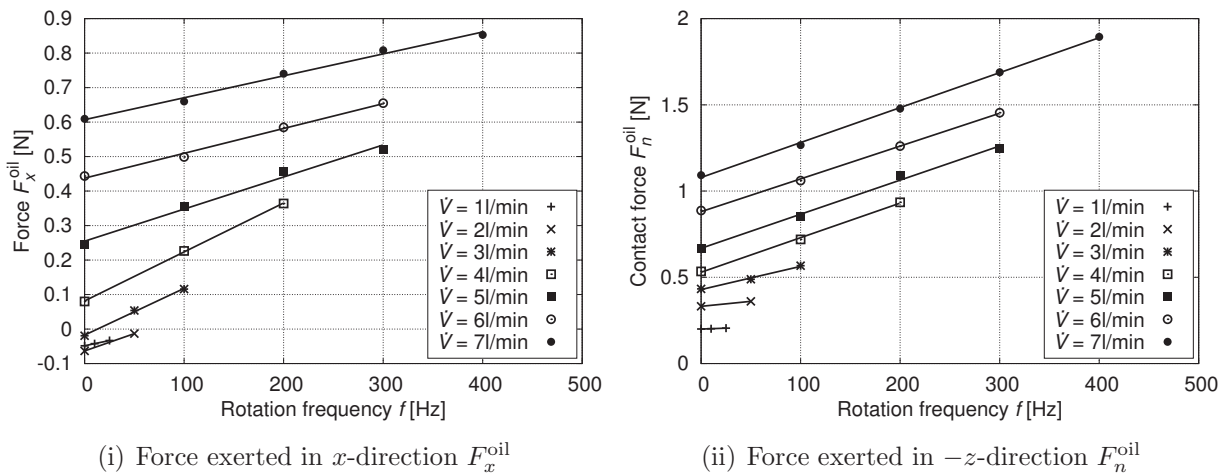 Force F_x^oil [N]
0.9
0.8
0.7
0.6
0.5
0.4
0.3
0.2
0.1
0
-0.1
V̇ = 1l/min
V̇ = 2l/min
V̇ = 3l/min
V̇ = 4l/min
V̇ = 5l/min
V̇ = 6l/min
V̇ = 7l/min
0 100 200 300 400 500
Rotation frequency f [Hz]
(i) Force exerted in x-direction F_x^oil
Contact force F_n^oil [N]
2
1.5
1
0.5
0
V̇ = 1l/min
V̇ = 2l/min
V̇ = 3l/min
V̇ = 4l/min
V̇ = 5l/min
V̇ = 6l/min
V̇ = 7l/min
0 100 200 300 400 500
Rotation frequency f [Hz]
(ii) Force exerted in −z-direction F_n^oil